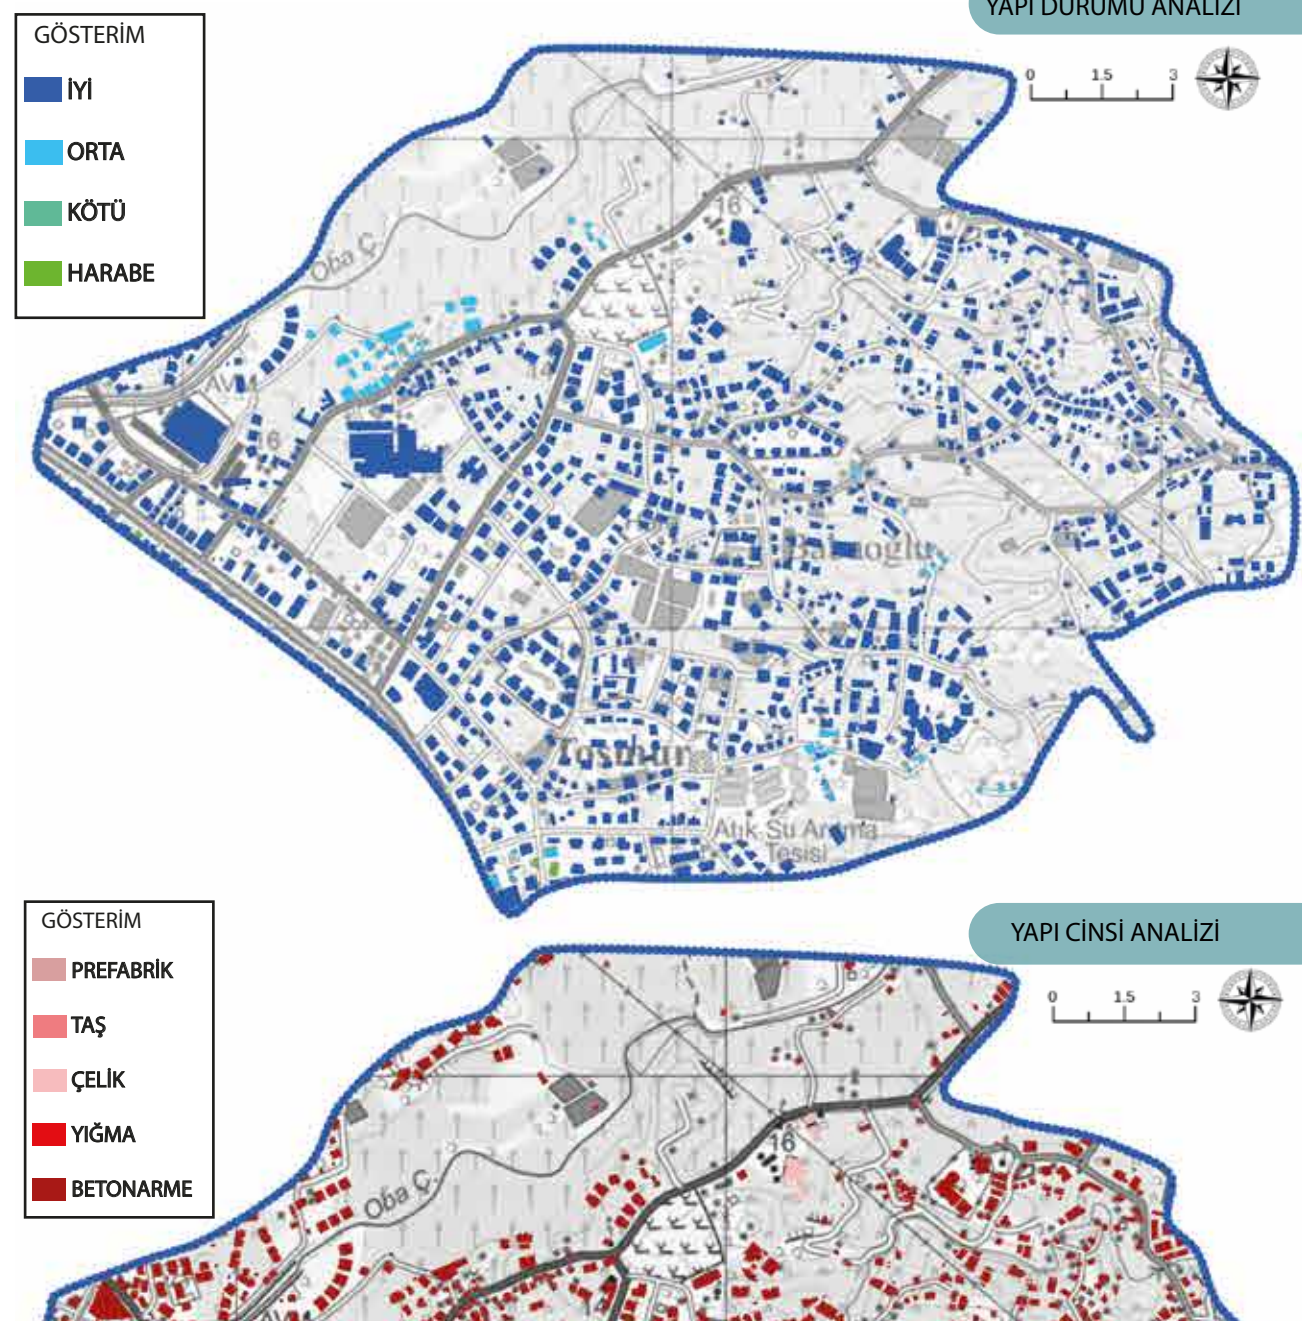 YAPI DURUMU ANALİZİ
GÖSTERİM
İYİ
ORTA
KÖTÜ
HARABE
0 1.5 3
16
Oba Ç.
AVM
16
14
Tosmur
Atık Su Arıtma
Tesisi
YAPI CİNSİ ANALİZİ
GÖSTERİM
PREFABRİK
TAŞ
ÇELİK
YIĞMA
BETONARME
0 1.5 3
16
Oba Ç.